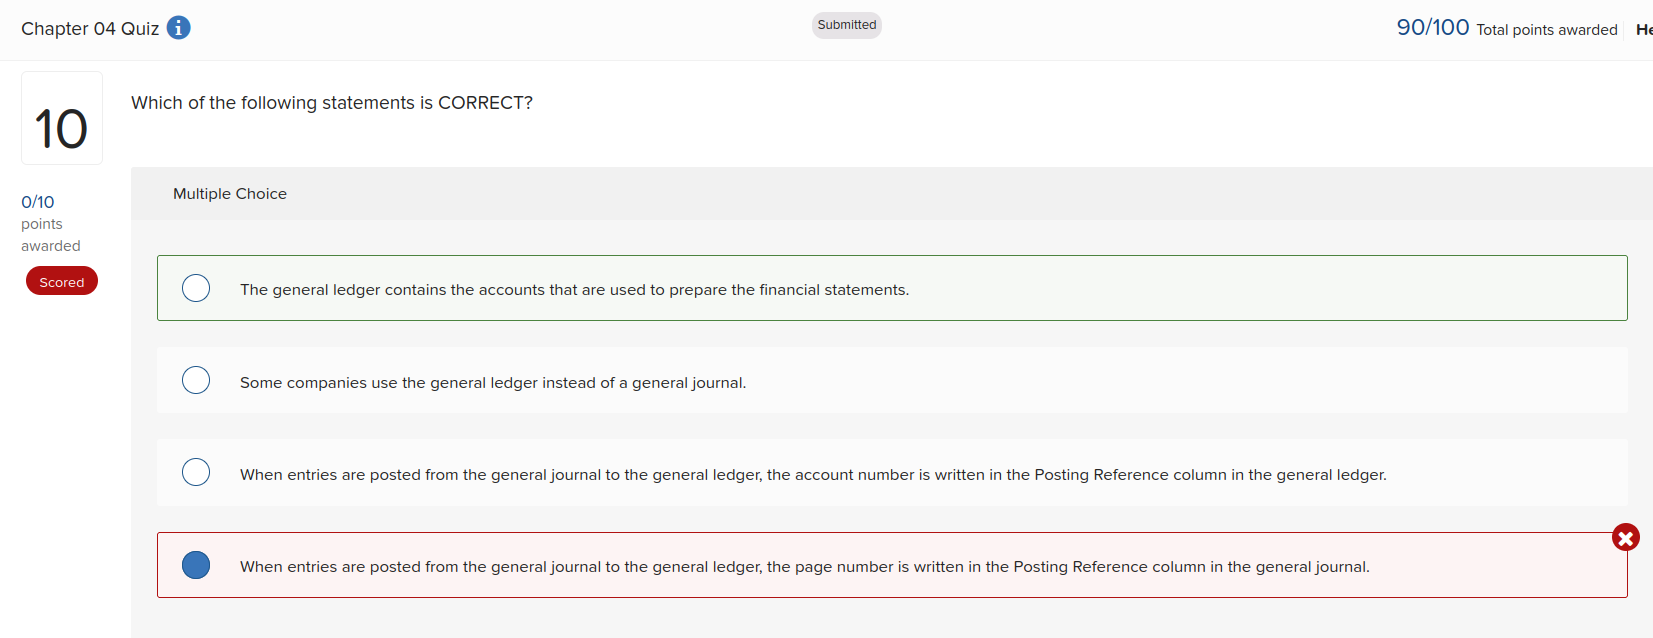 Chapter 04 Quiz i
Submitted
90/100 Total points awarded
He
10
Which of the following statements is CORRECT?
0/10
points
awarded
Scored
Multiple Choice
The general ledger contains the accounts that are used to prepare the financial statements.
Some companies use the general ledger instead of a general journal.
When entries are posted from the general journal to the general ledger, the account number is written in the Posting Reference column in the general ledger.
When entries are posted from the general journal to the general ledger, the page number is written in the Posting Reference column in the general journal.